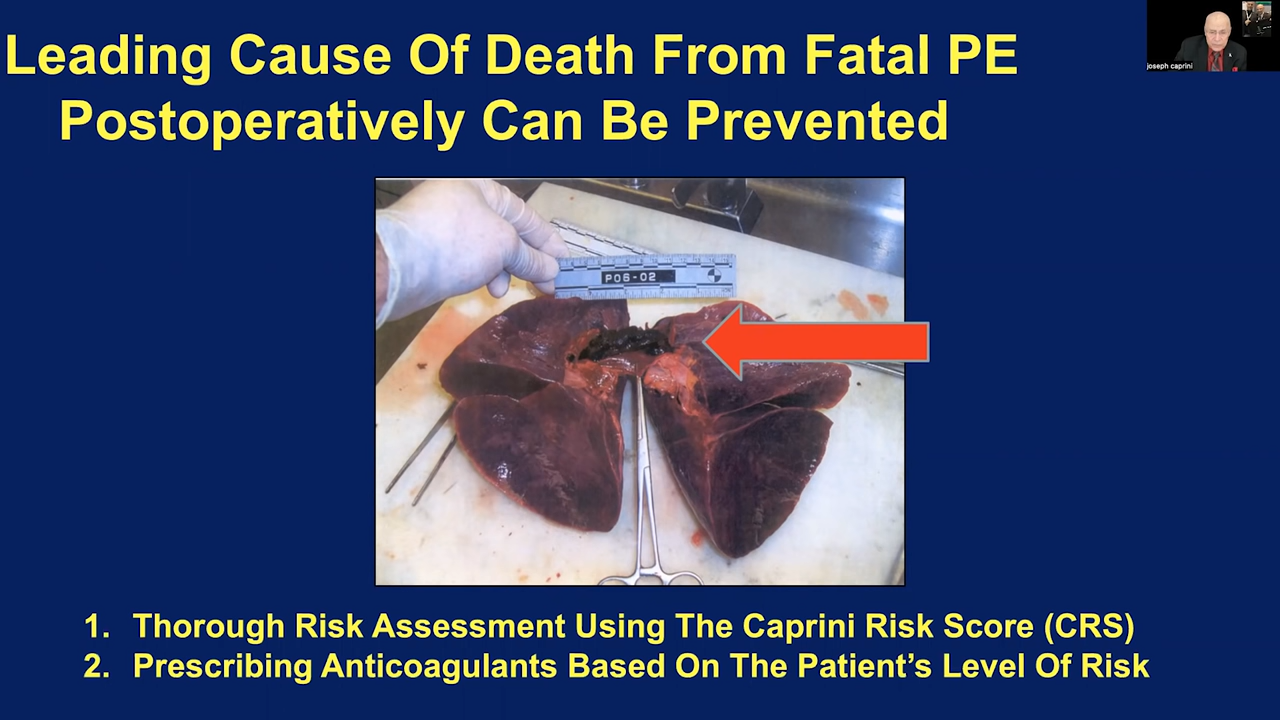 Leading Cause Of Death From Fatal PE
Postoperatively Can Be Prevented
joseph caprini
P06-02
1. Thorough Risk Assessment Using The Caprini Risk Score (CRS)
2. Prescribing Anticoagulants Based On The Patient’s Level Of Risk